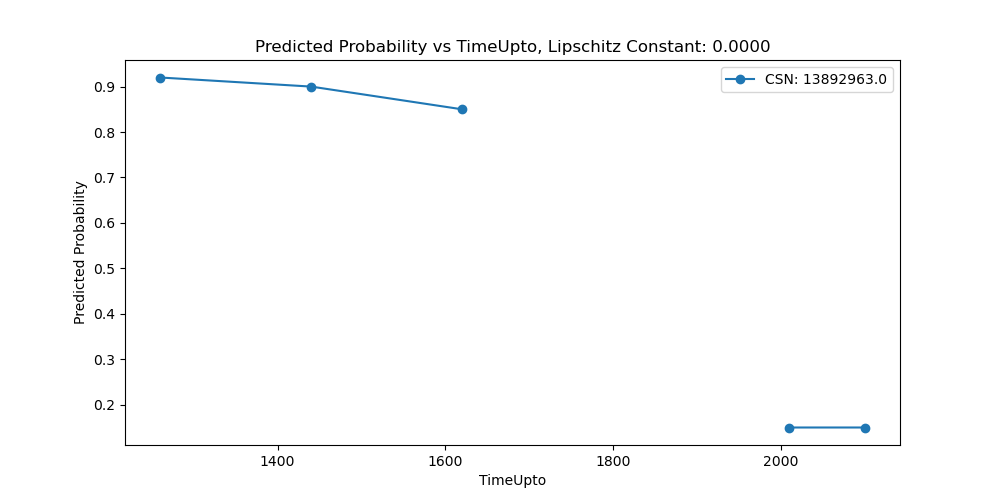 Predicted Probability vs TimeUpto, Lipschitz Constant: 0.0000
CSN: 13892963.0
Predicted Probability
0.9
0.8
0.7
0.6
0.5
0.4
0.3
0.2
1400 1600 1800 2000
TimeUpto